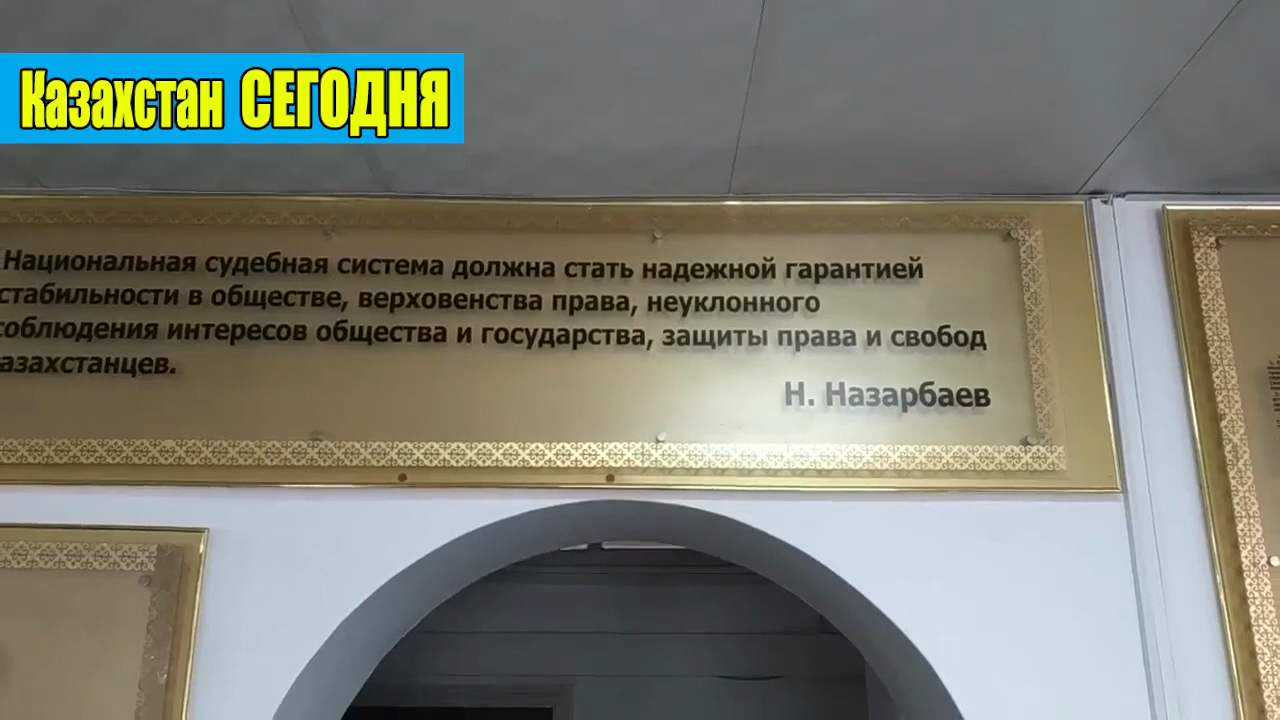 Казахстан СЕГОДНЯ
Национальная судебная система должна стать надежной гарантией
стабильности в обществе, верховенства права, неуклонного
соблюдения интересов общества и государства, защиты права и свобод
азахстанцев.
Н. Назарбаев